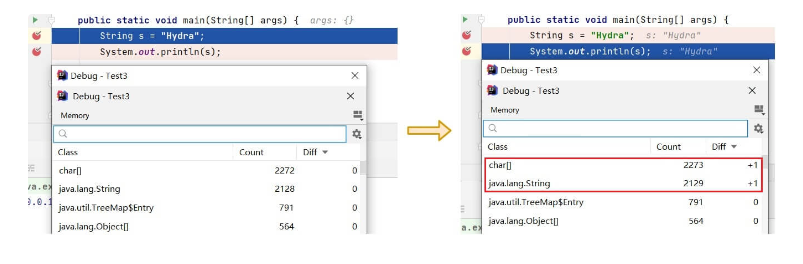 public static void main(String[] args) { args: {}
String s = "Hydra";
System.out.println(s);
Debug - Test3
Debug - Test3
Memory
Class Count Diff
char[] 2272 0
java.lang.String 2128 0
java.util.TreeMap$Entry 791 0
java.lang.Object[] 564 0
va.ex
0.0.1
public static void main(String[] args) {
String s = "Hydra"; s: "Hydra"
System.out.println(s); s: "Hydra"
Debug - Test3
Debug - Test3
Memory
Class Count Diff
char[] 2273 +1
java.lang.String 2129 +1
java.util.TreeMap$Entry 791 0
java.lang.Object[] 564 0
a.ex